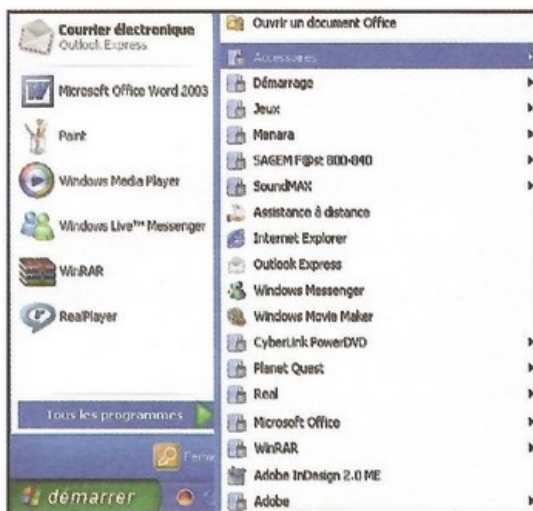 Courrier électronique
Outlook Express
Microsoft Office Word 2003
Paint
Windows Media Player
Windows Live™ Messenger
WinRAR
RealPlayer
Tous les programmes
démarrer
Ouvrir un document Office
Accessoires
Démarrage
Jeux
Menara
SAGEM F@st 800-840
SoundMAX
Assistance à distance
Internet Explorer
Outlook Express
Windows Messenger
Windows Movie Maker
CyberLink PowerDVD
Planet Quest
Real
Microsoft Office
WinRAR
Adobe InDesign 2.0 ME
Adobe